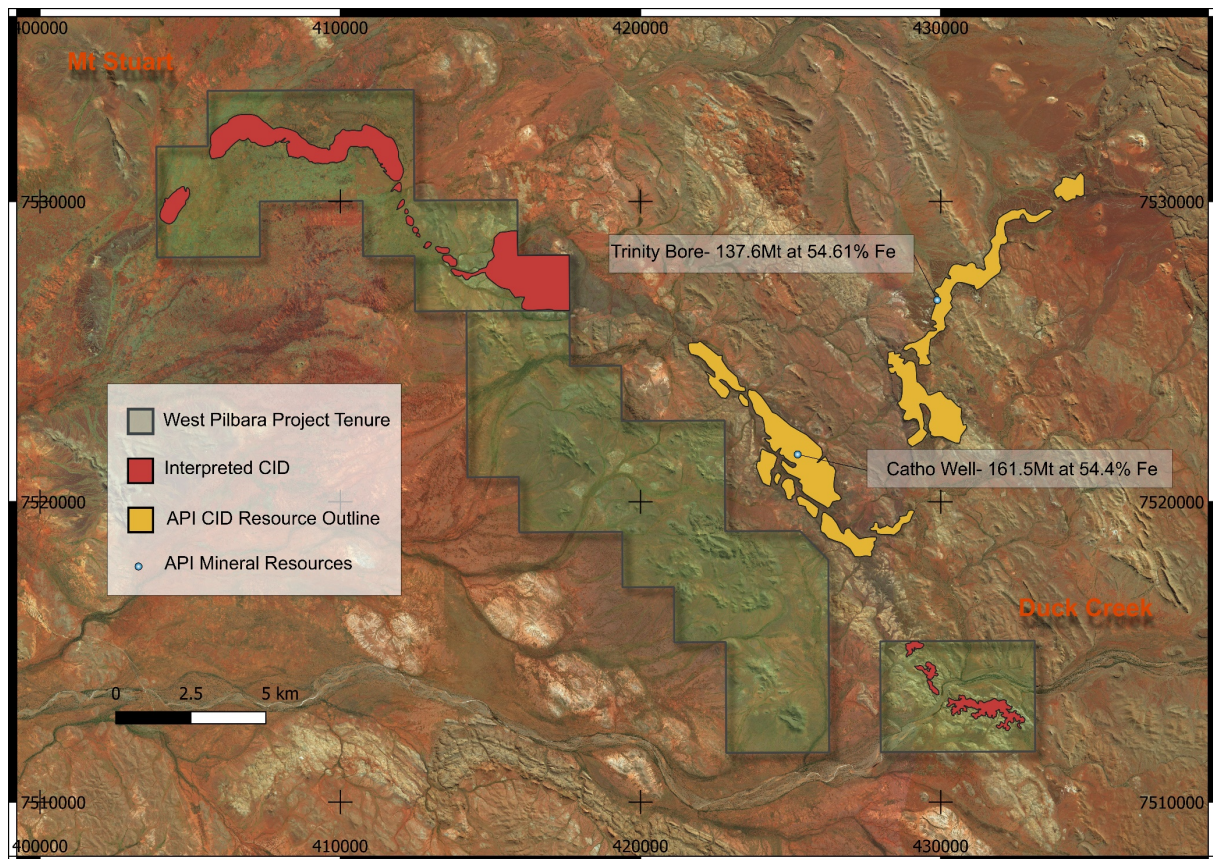 400000 410000 420000 430000
Mt Stuart
7530000 7530000
Trinity Bore- 137.6Mt at 54.61% Fe
West Pilbara Project Tenure
Interpreted CID
Catho Well- 161.5Mt at 54.4% Fe
7520000 7520000
API CID Resource Outline
API Mineral Resources
Duck Creek
0 2.5 5 km
7510000 7510000
400000 410000 420000 430000